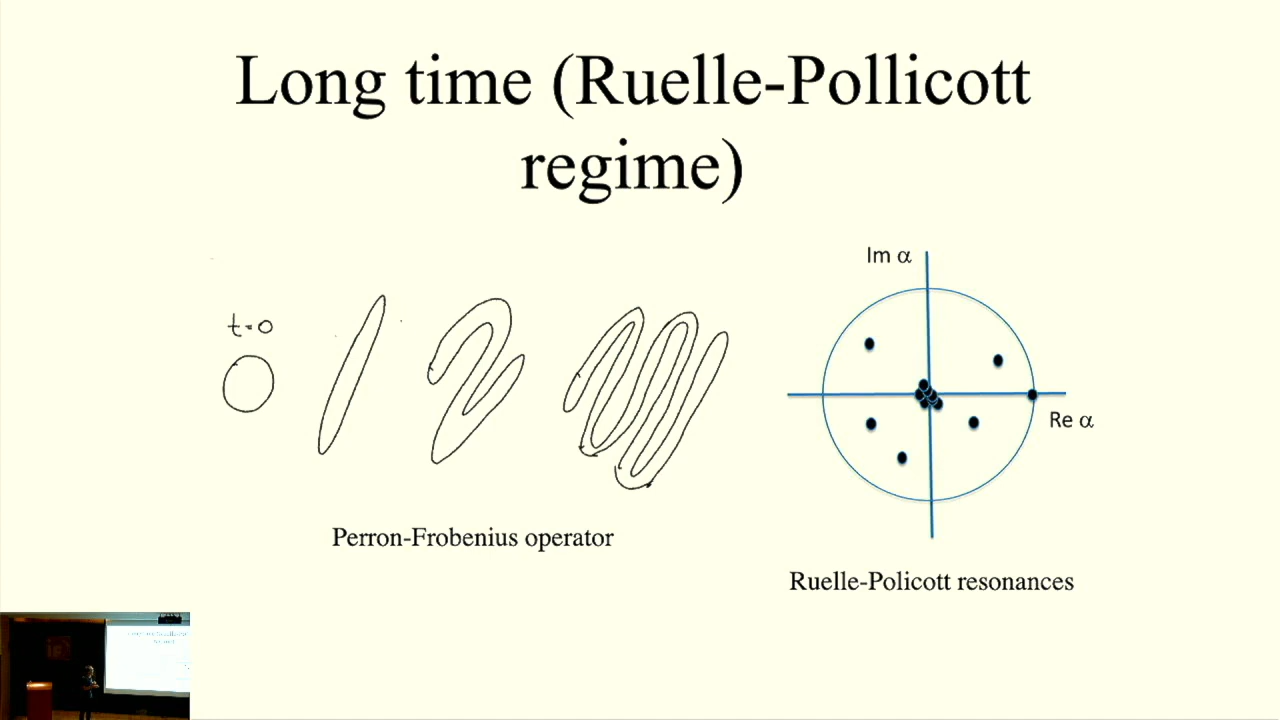 Long time (Ruelle-Pollicott
regime)
Im α
t=0
Re α
Perron-Frobenius operator
Ruelle-Policott resonances